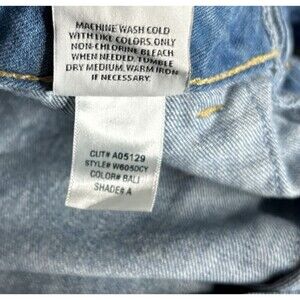 MACHINE WASH COLD
WITH LIKE COLORS. ONLY
NON-CHLORINE BLEACH
WHEN NEEDED. TUMBLE
DRY MEDIUM. WARM IRON
IF NECESSARY.
CUT# A05129
STYLE# W6050CY
COLOR# BALI
SHADE# A